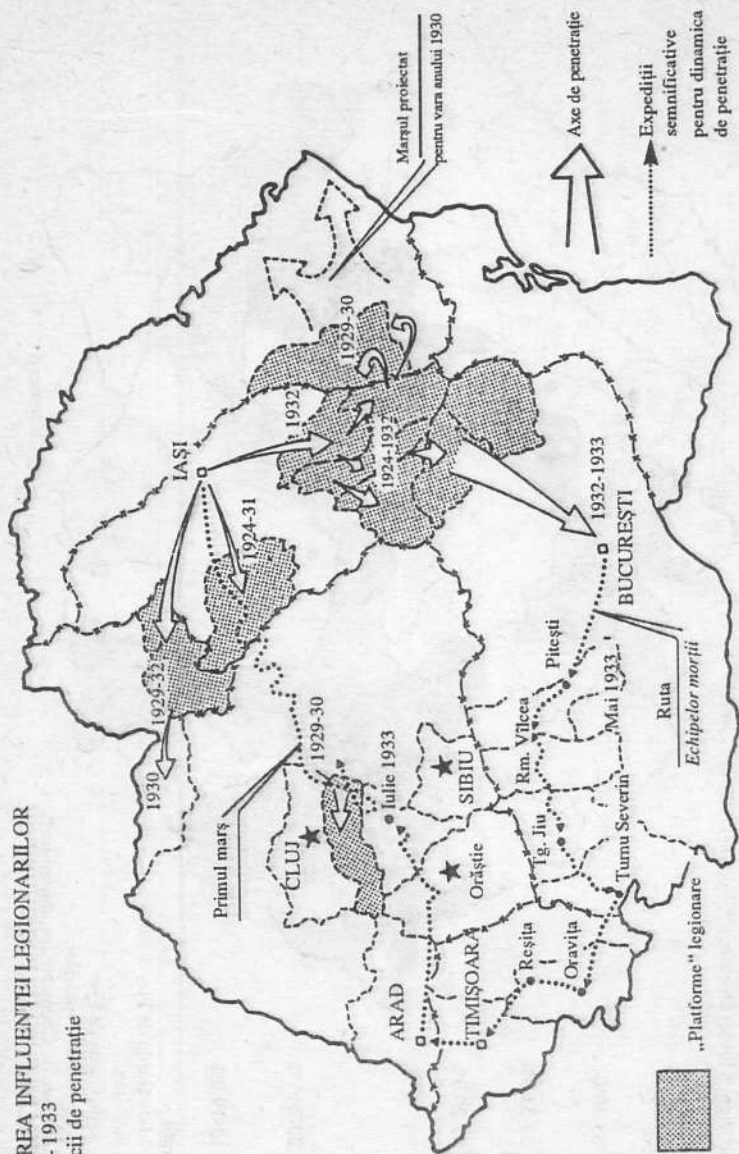 REA INFLUENȚEI LEGIONARILOR
- 1933
cii de penetrație
Marșul proiectat
pentru vara anului 1930
Axe de penetrație
Expediții
semnificative
pentru dinamica
de penetrație
1930
1929-32
IAȘI
1924-31
1932
1929-30
1924-1932
1932-1933
BUCUREȘTI
Primul marș
1929-30
CLUJ
Iulie 1933
SIBIU
Orăștie
ARAD
TIMIȘOARA
Reșița
Oravița
Turnu Severin
Tg. Jiu
Rm. Vîlcea
Pitești
Mai 1933
Ruta
Echipelor morții
„Platforme“ legionare